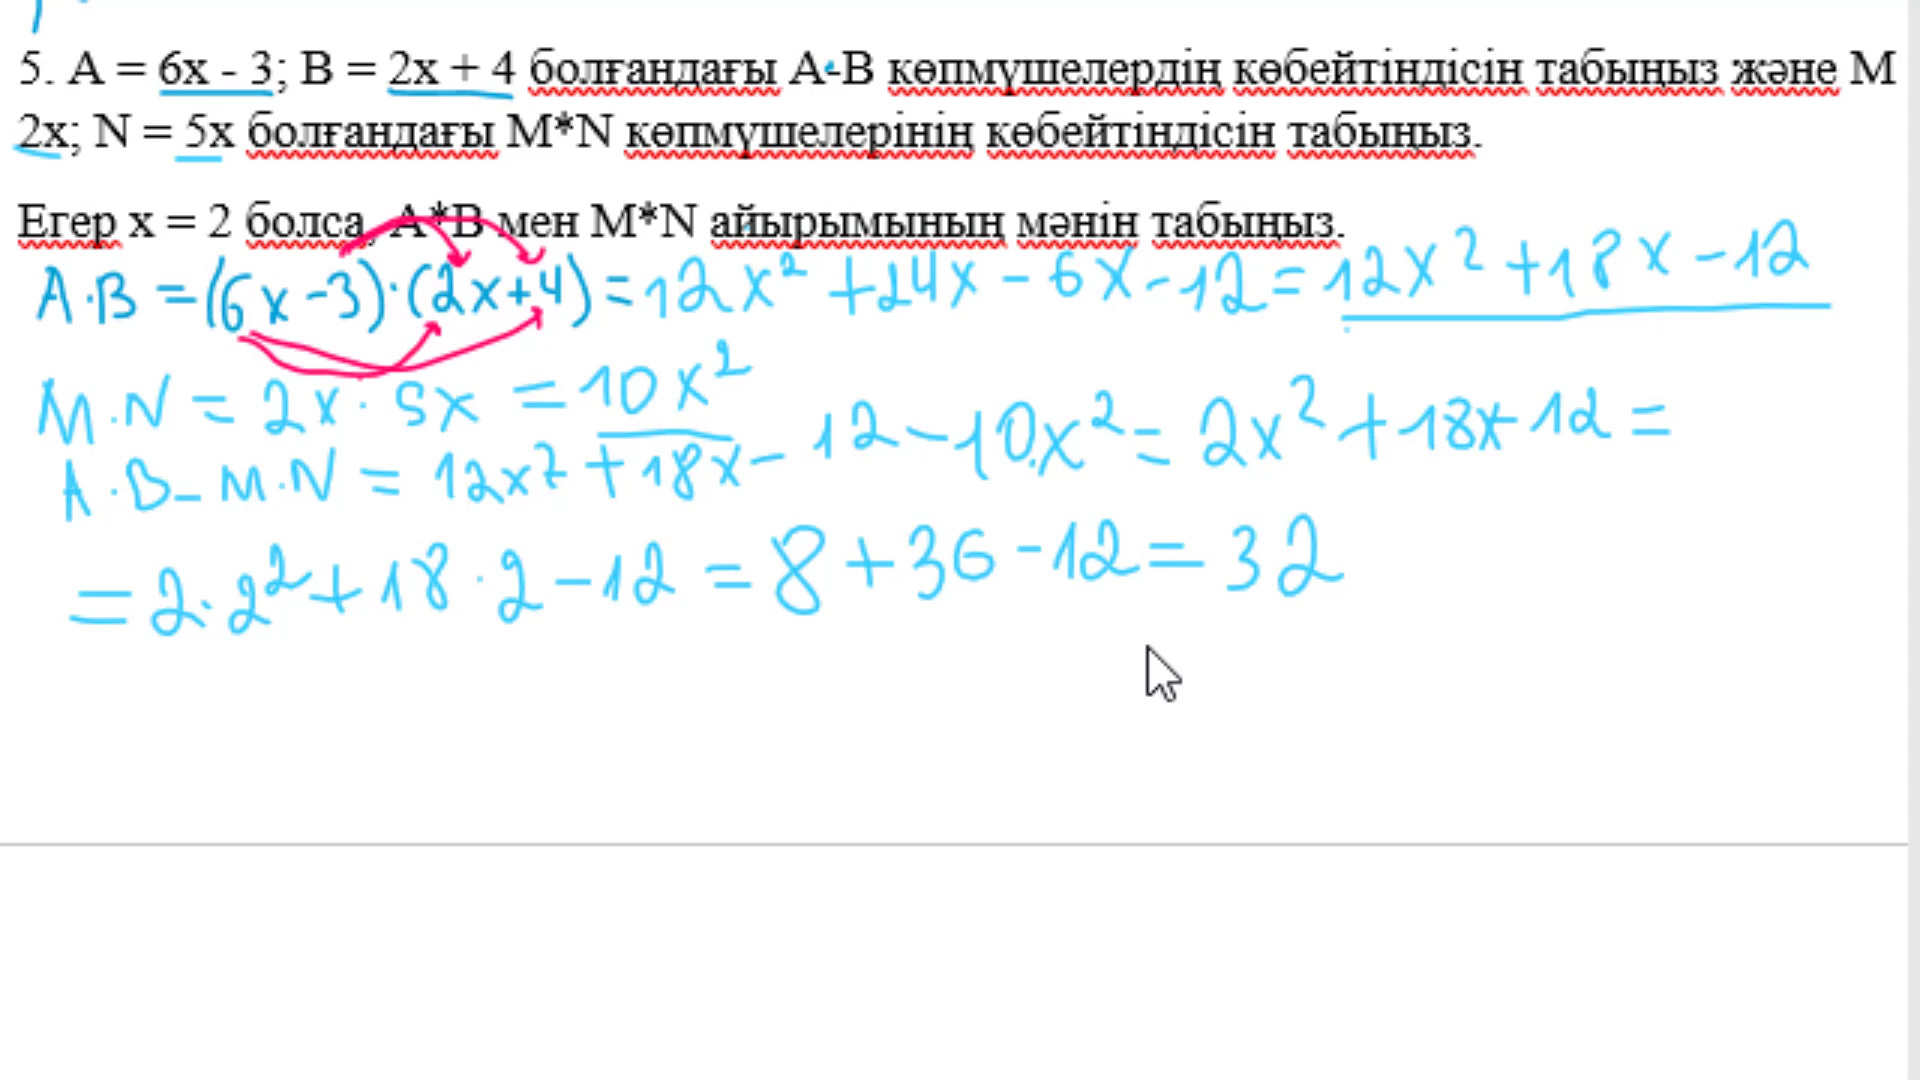 5. A = 6x - 3; B = 2x + 4 болғандағы A·B көпмүшелердің көбейтіндісін табыңыз және M
2x; N = 5x болғандағы M*N көпмүшелерінің көбейтіндісін табыңыз.
Егер x = 2 болса, A*B мен M*N айырымының мәнін табыңыз.
A·B = (6x -3)·(2x+4) = 12x² +24x - 6x - 12 = 12x² +18x -12
M·N = 2x · 5x = 10x²
A·B - M·N = 12x² +18x - 12 - 10x² = 2x² +18x-12 =
= 2·2² +18·2 -12 = 8 +36 -12 = 32